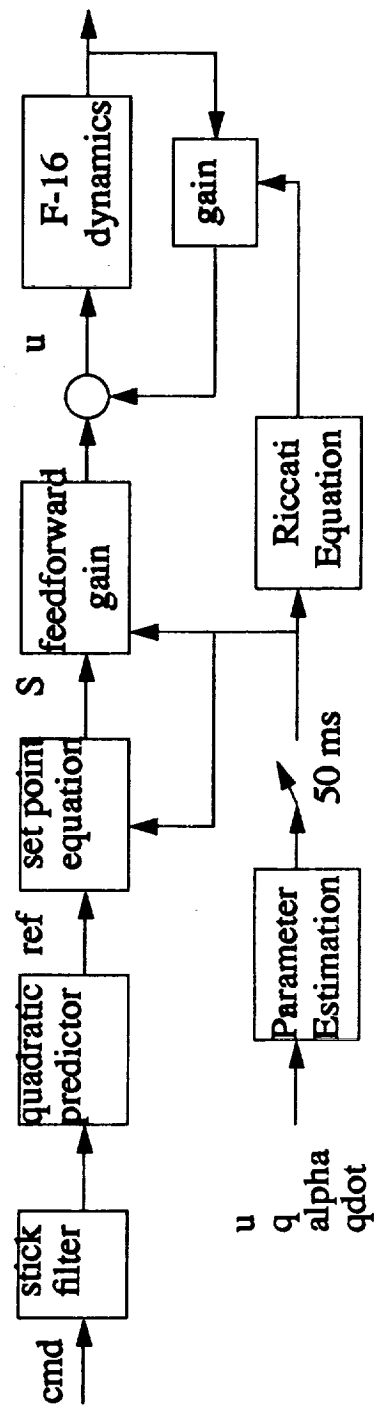 cmd
stick
filter
quadratic
predictor
ref
set point
equation
S
feedforward
gain
u
F-16
dynamics
gain
u
q
alpha
qdot
Parameter
Estimation
50 ms
Riccati
Equation